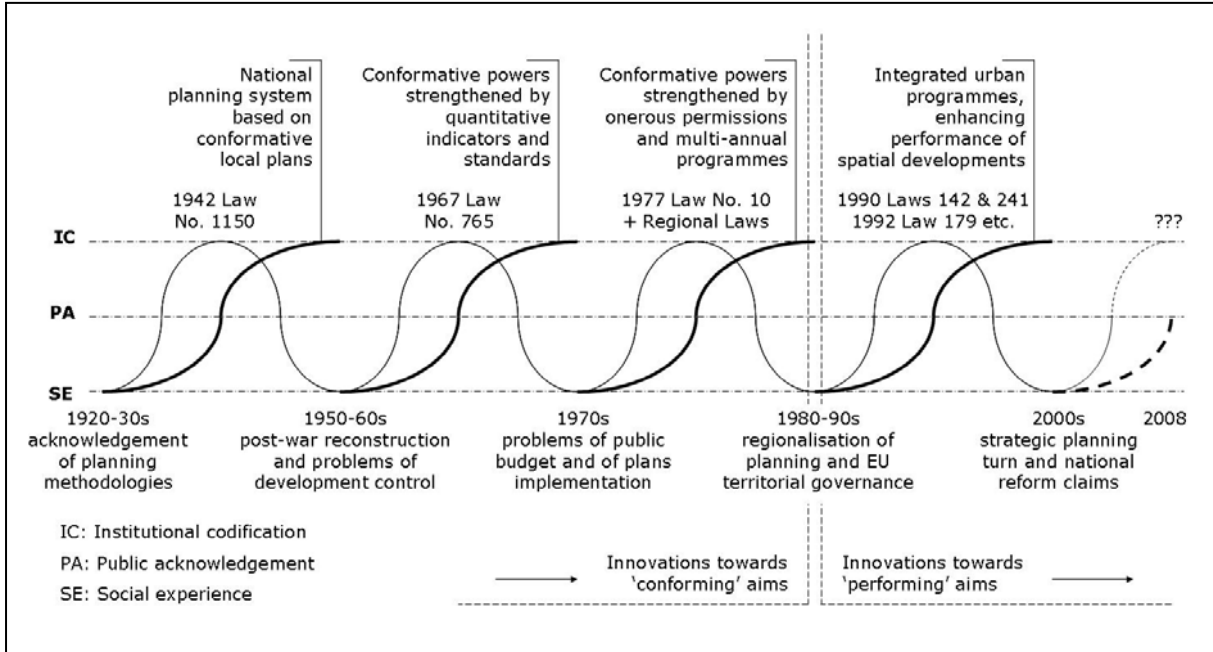 National
planning system
based on
conformative
local plans
1942 Law
No. 1150
Conformative powers
strengthened by
quantitative
indicators and
standards
1967 Law
No. 765
Conformative powers
strengthened by
onerous permissions
and multi-annual
programmes
1977 Law No. 10
+ Regional Laws
Integrated urban
programmes,
enhancing
performance of
spatial developments
1990 Laws 142 & 241
1992 Law 179 etc.
???
IC
PA
SE
1920-30s
acknowledgement
of planning
methodologies
1950-60s
post-war reconstruction
and problems of
development control
1970s
problems of public
budget and of plans
implementation
1980-90s
regionalisation of
planning and EU
territorial governance
2000s
strategic planning
turn and national
reform claims
2008
IC: Institutional codification
PA: Public acknowledgement
SE: Social experience
Innovations towards
‘conforming’ aims
Innovations towards
‘performing’ aims